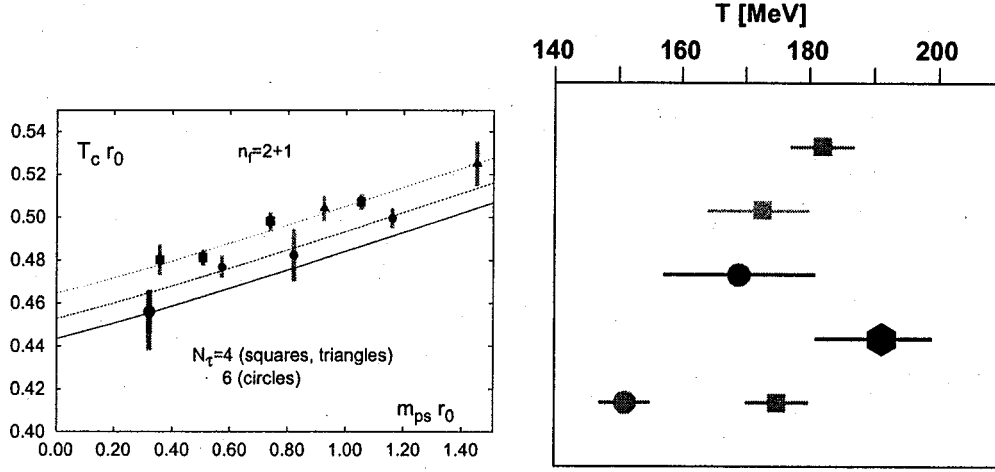 T [MeV]
140 160 180 200
0.54
0.52
0.50
0.48
0.46
0.44
0.42
0.40
T_c r_0
n_f=2+1
N_τ=4 (squares, triangles)
6 (circles)
m_ps r_0
0.00 0.20 0.40 0.60 0.80 1.00 1.20 1.40